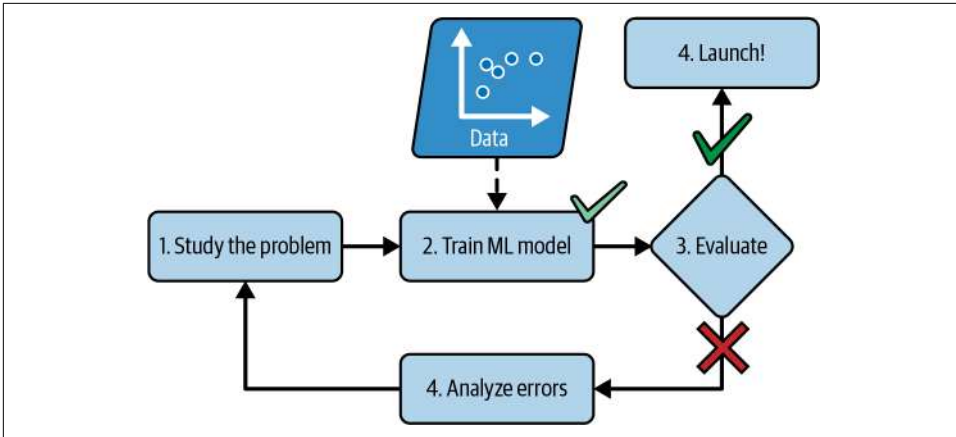 4. Launch!
Data
1. Study the problem
2. Train ML model
3. Evaluate
4. Analyze errors